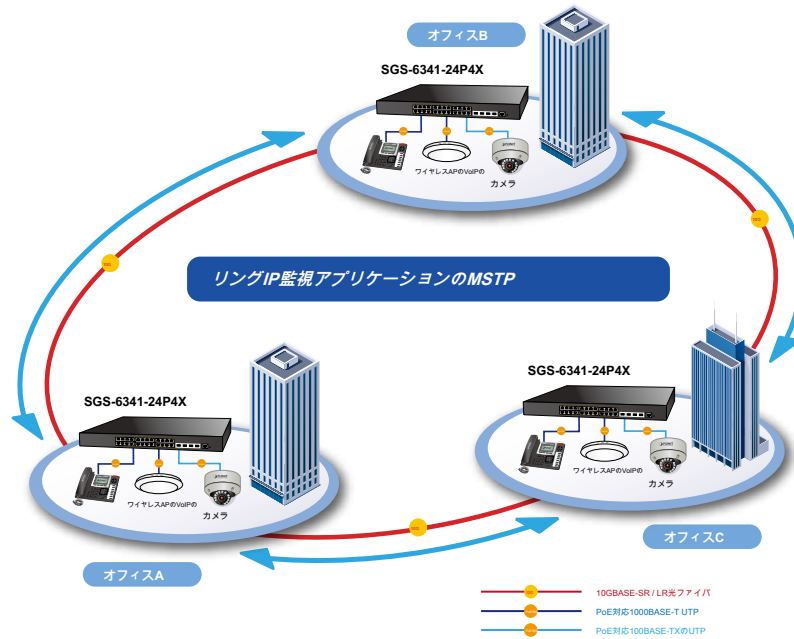 オフィスB
SGS-6341-24P4X
ワイヤレスAPのVoIPの
カメラ
リングIP監視アプリケーションのMSTP
SGS-6341-24P4X
ワイヤレスAPのVoIPの
カメラ
オフィスA
SGS-6341-24P4X
ワイヤレスAPのVoIPの
カメラ
オフィスC
10GBASE-SR / LR光ファイバ
PoE対応1000BASE-T UTP
PoE対応100BASE-TXのUTP